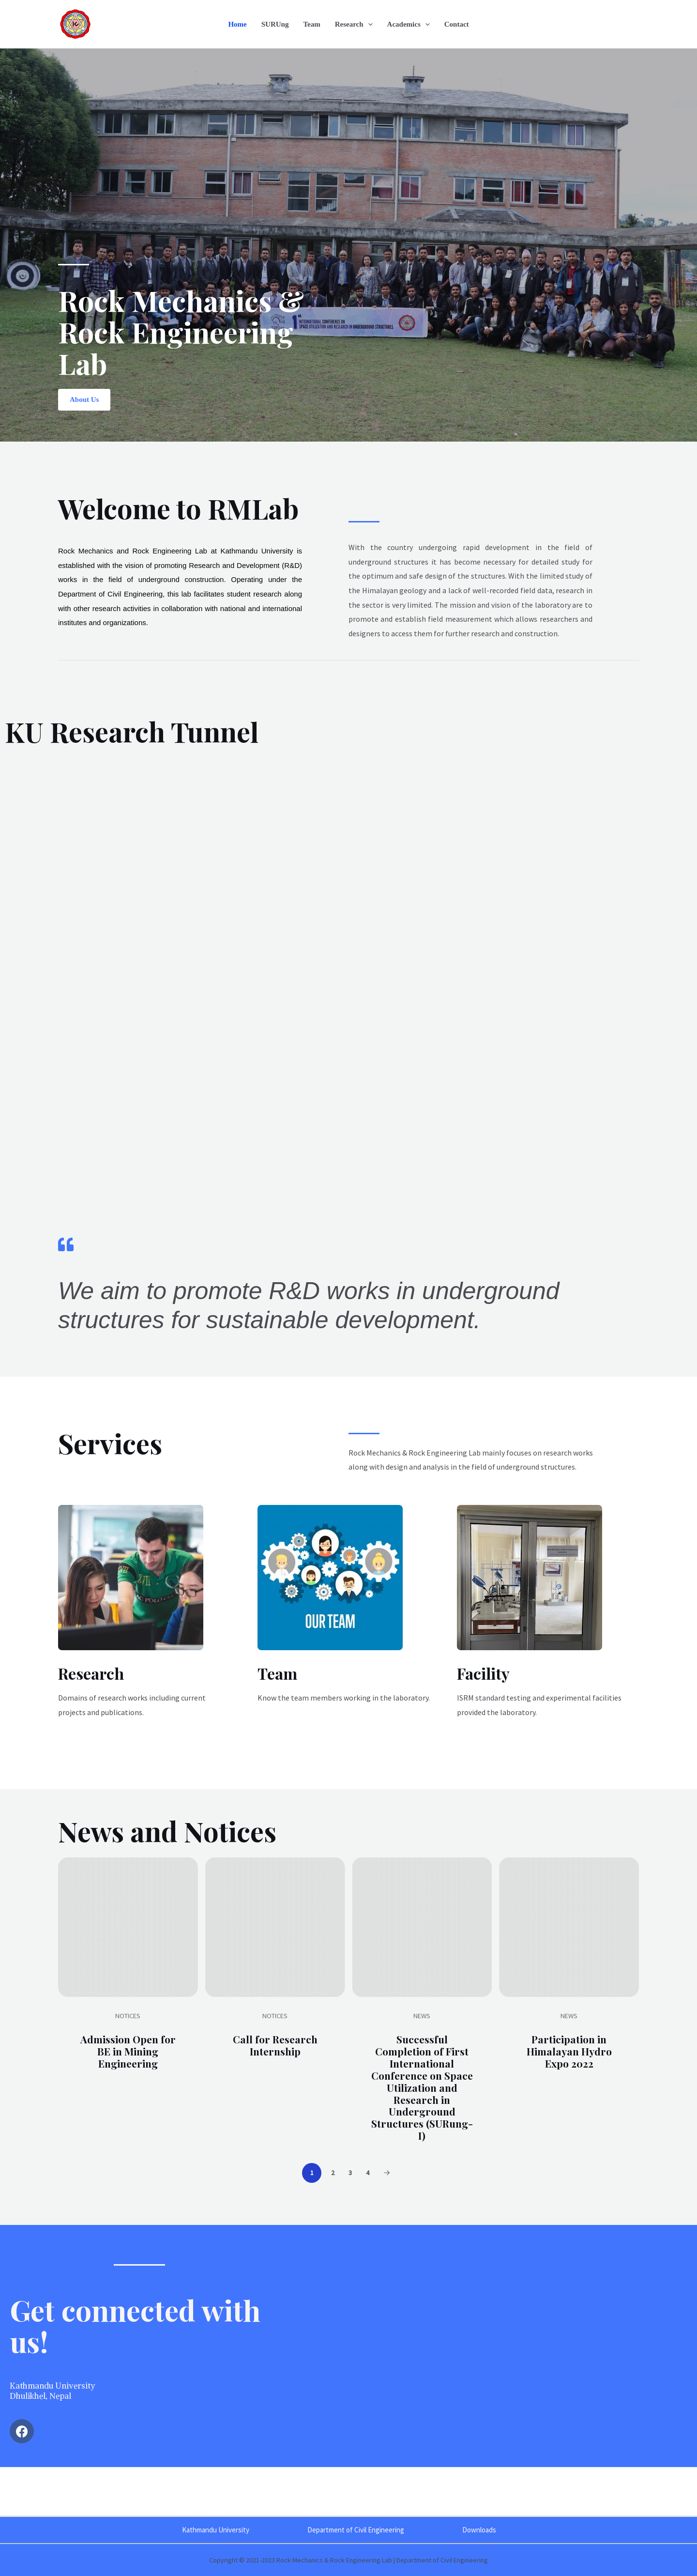 Home SURUng Team Research Academics Contact
1st INTERNATIONAL CONFERENCE ON
SPACE UTILIZATION AND RESEARCH IN UNDERGROUND STRUCTURES
Rock Mechanics &
Rock Engineering
Lab
About Us
Welcome to RMLab
Rock Mechanics and Rock Engineering Lab at Kathmandu University is
established with the vision of promoting Research and Development (R&D)
works in the field of underground construction. Operating under the
Department of Civil Engineering, this lab facilitates student research along
with other research activities in collaboration with national and international
institutes and organizations.
With the country undergoing rapid development in the field of
underground structures it has become necessary for detailed study for
the optimum and safe design of the structures. With the limited study of
the Himalayan geology and a lack of well-recorded field data, research in
the sector is very limited. The mission and vision of the laboratory are to
promote and establish field measurement which allows researchers and
designers to access them for further research and construction.
KU Research Tunnel
We aim to promote R&D works in underground
structures for sustainable development.
Services
Rock Mechanics & Rock Engineering Lab mainly focuses on research works
along with design and analysis in the field of underground structures.
OUR TEAM
Research
Domains of research works including current
projects and publications.
Team
Know the team members working in the laboratory.
Facility
ISRM standard testing and experimental facilities
provided the laboratory.
News and Notices
NOTICES
Admission Open for
BE in Mining
Engineering
NOTICES
Call for Research
Internship
NEWS
Successful
Completion of First
International
Conference on Space
Utilization and
Research in
Underground
Structures (SURung-
I)
NEWS
Participation in
Himalayan Hydro
Expo 2022
1 2 3 4 →
Get connected with
us!
Kathmandu University
Dhulikhel, Nepal
Kathmandu University Department of Civil Engineering Downloads
Copyright © 2002-2023 Rock Mechanics & Rock Engineering Lab | Department of Civil Engineering